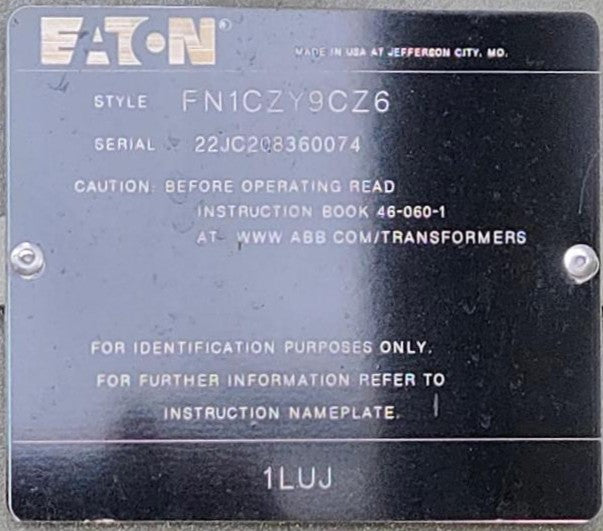 EATON®
MADE IN USA AT JEFFERSON CITY, MO.
STYLE FN1CZY9CZ6
SERIAL 22JC208360074
CAUTION: BEFORE OPERATING READ
INSTRUCTION BOOK 46-060-1
AT WWW ABB COM/TRANSFORMERS
FOR IDENTIFICATION PURPOSES ONLY.
FOR FURTHER INFORMATION REFER TO
INSTRUCTION NAMEPLATE.
1LUJ